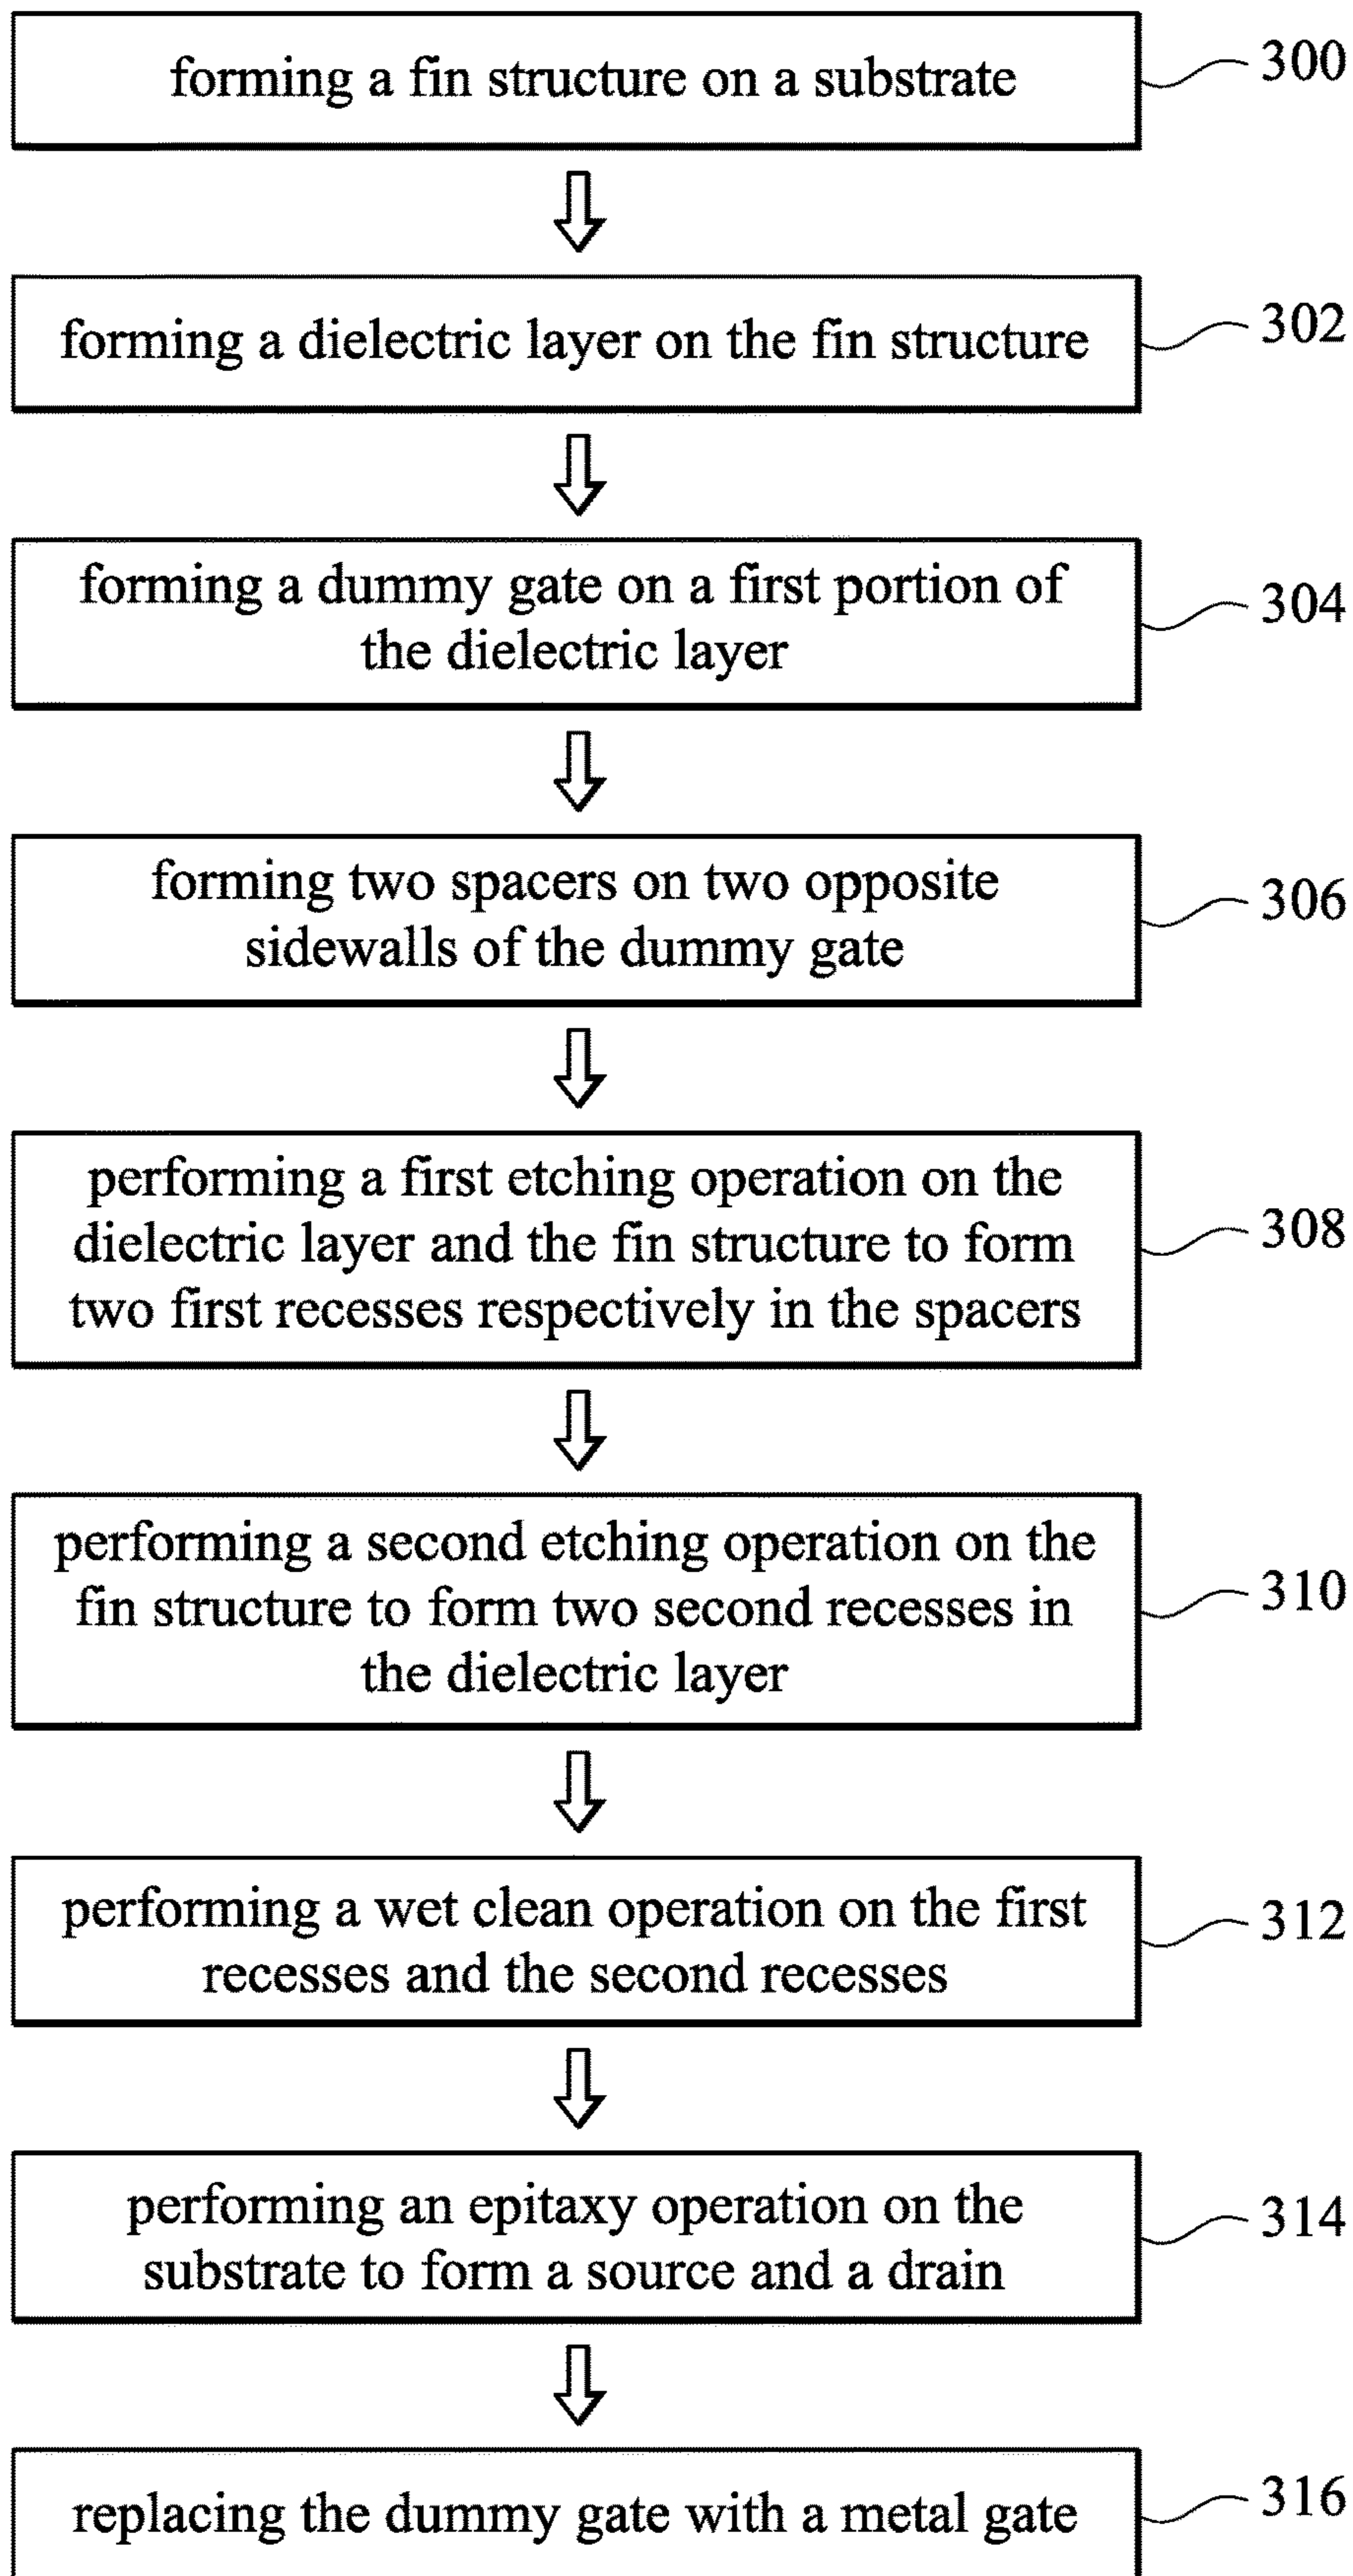 forming a fin structure on a substrate
300
forming a dielectric layer on the fin structure
302
forming a dummy gate on a first portion of
the dielectric layer
304
forming two spacers on two opposite
sidewalls of the dummy gate
306
performing a first etching operation on the
dielectric layer and the fin structure to form
two first recesses respectively in the spacers
308
performing a second etching operation on the
fin structure to form two second recesses in
the dielectric layer
310
performing a wet clean operation on the first
recesses and the second recesses
312
performing an epitaxy operation on the
substrate to form a source and a drain
314
replacing the dummy gate with a metal gate
316